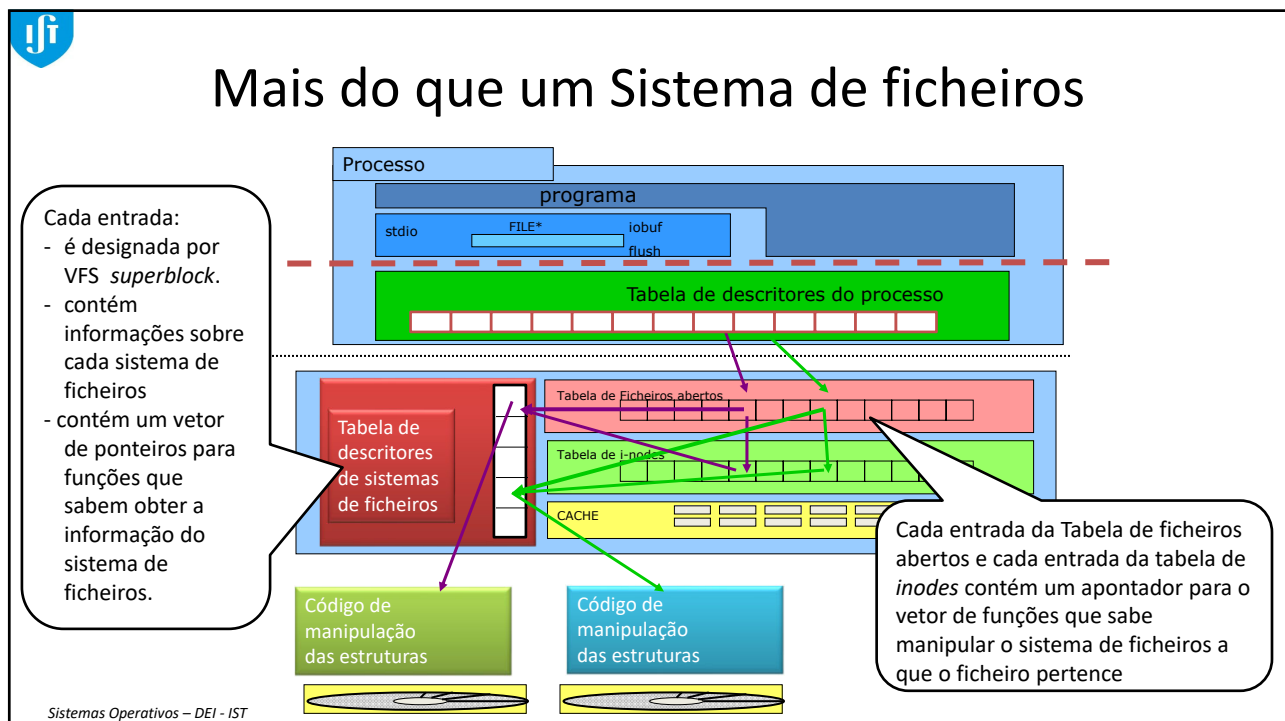 IST
Mais do que um Sistema de ficheiros
Processo
programa
stdio
FILE*
iobuf
flush
Tabela de descritores do processo
Cada entrada:
- é designada por
VFS superblock.
- contém
informações sobre
cada sistema de
ficheiros
- contém um vetor
de ponteiros para
funções que
sabem obter a
informação do
sistema de
ficheiros.
Tabela de
descritores
de sistemas
de ficheiros
Tabela de Ficheiros abertos
Tabela de i-nodes
CACHE
Cada entrada da Tabela de ficheiros
abertos e cada entrada da tabela de
inodes contém um apontador para o
vetor de funções que sabe
manipular o sistema de ficheiros a
que o ficheiro pertence
Código de
manipulação
das estruturas
Código de
manipulação
das estruturas
Sistemas Operativos – DEI - IST